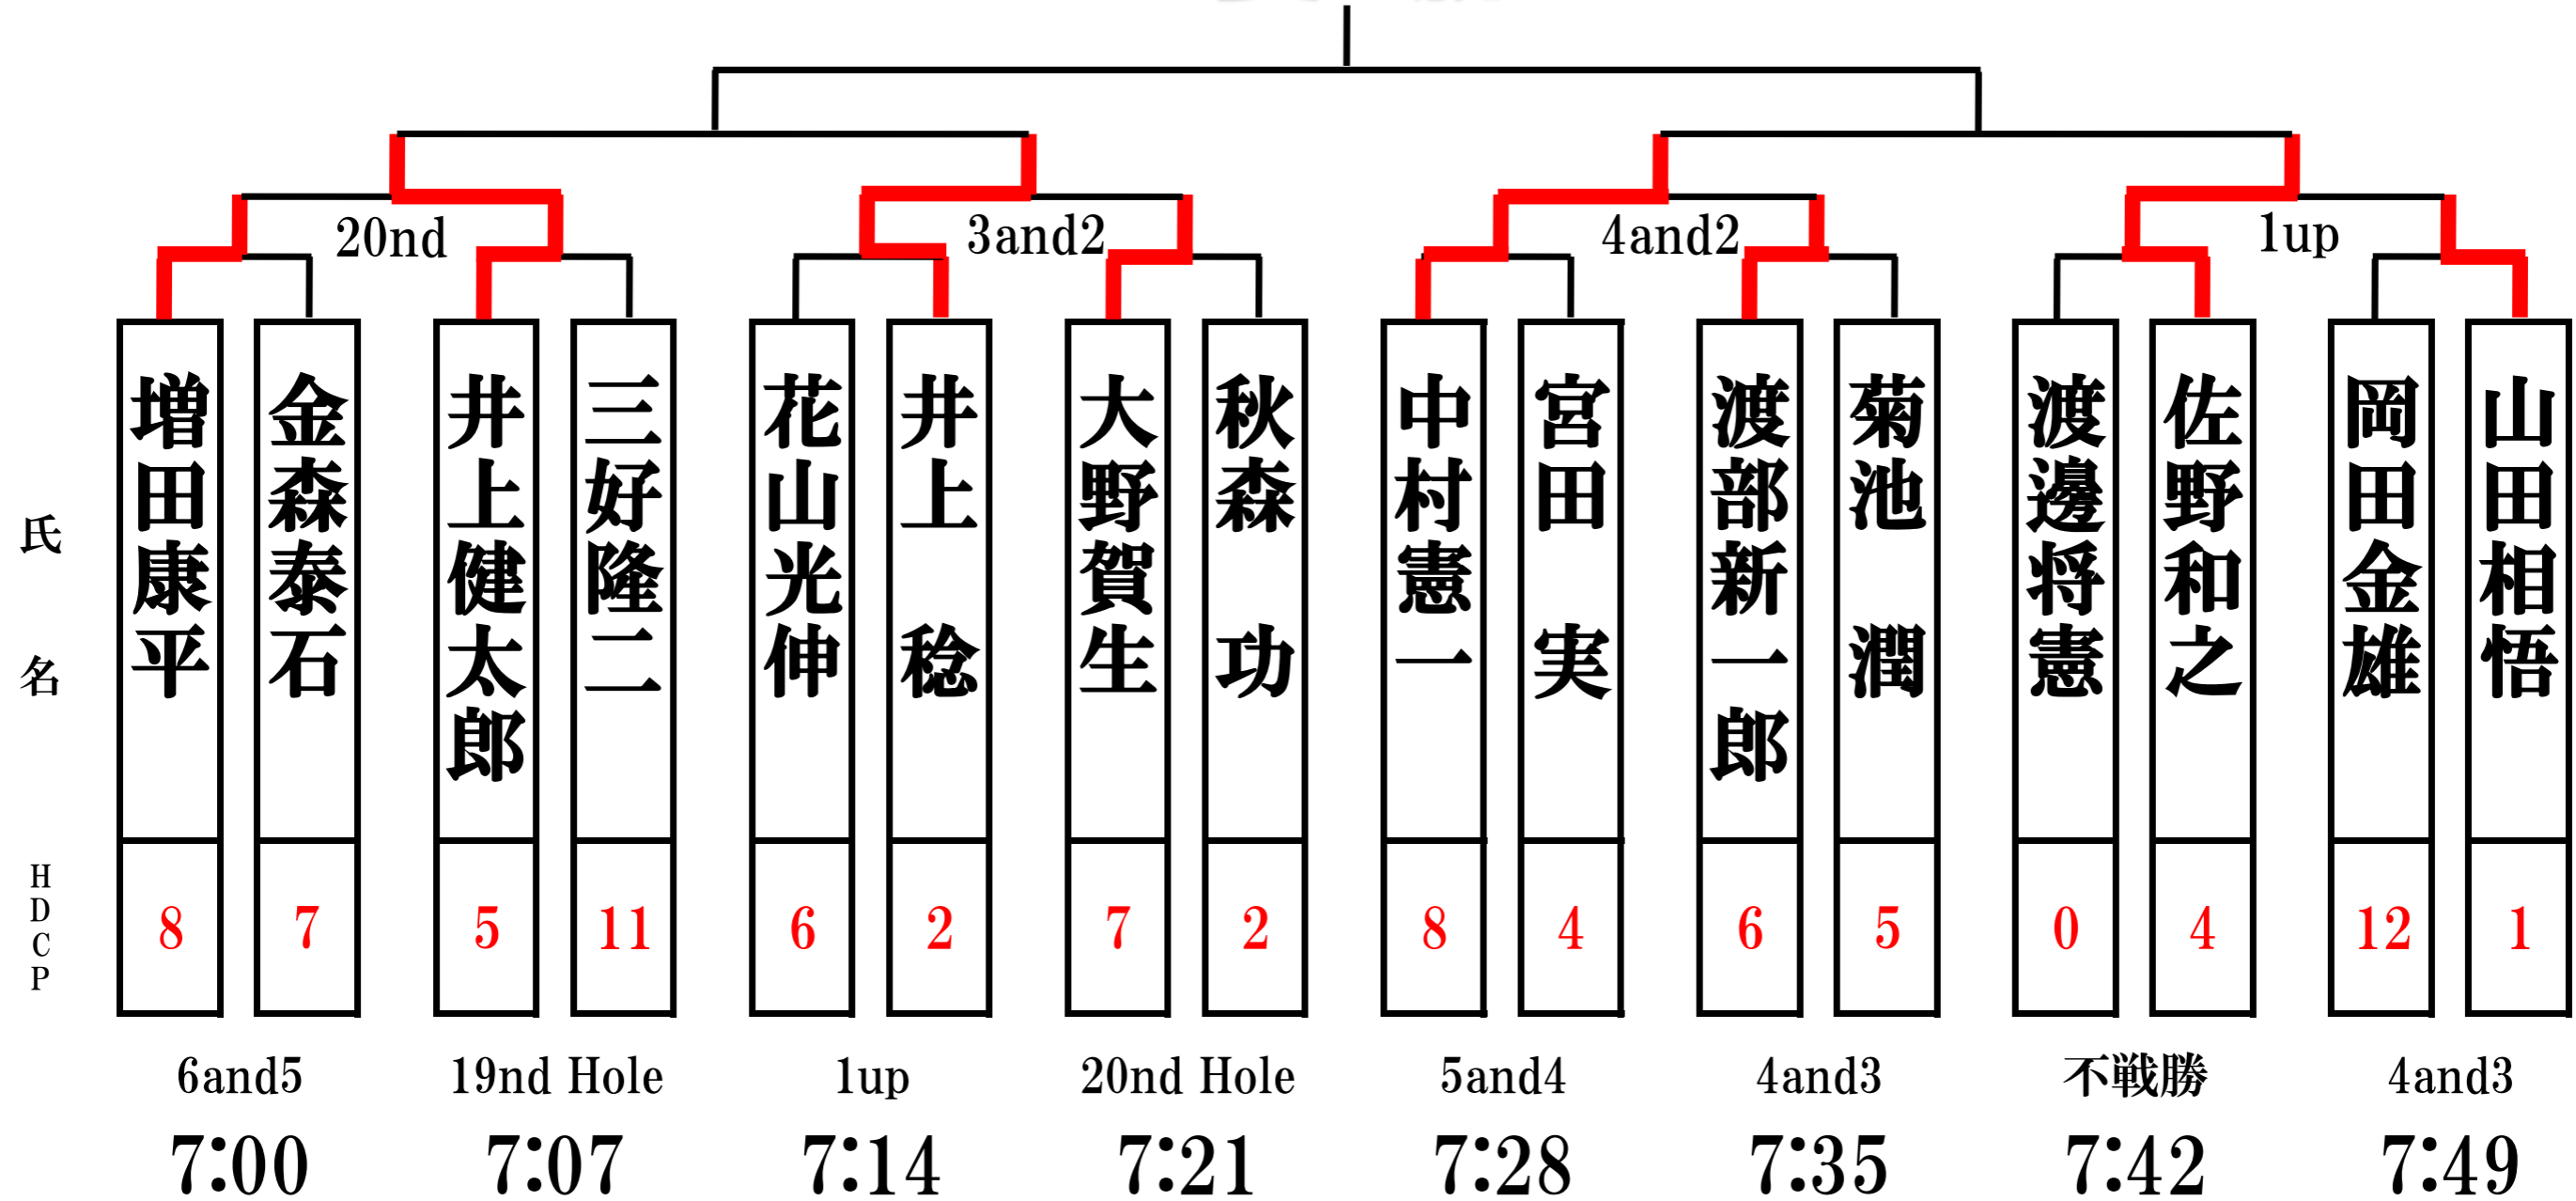 20nd
3and2
4and2
1up
氏名
増田康平
金森泰石
井上健太郎
三好隆二
花山光伸
井上 稔
大野賀生
秋森 功
中村憲一
宮田 実
渡部新一郎
菊池 潤
渡邊将憲
佐野和之
岡田金雄
山田相悟
HDCP
8 7 5 11 6 2 7 2 8 4 6 5 0 4 12 1
6and5 19nd Hole 1up 20nd Hole 5and4 4and3 不戦勝 4and3
7:00 7:07 7:14 7:21 7:28 7:35 7:42 7:49